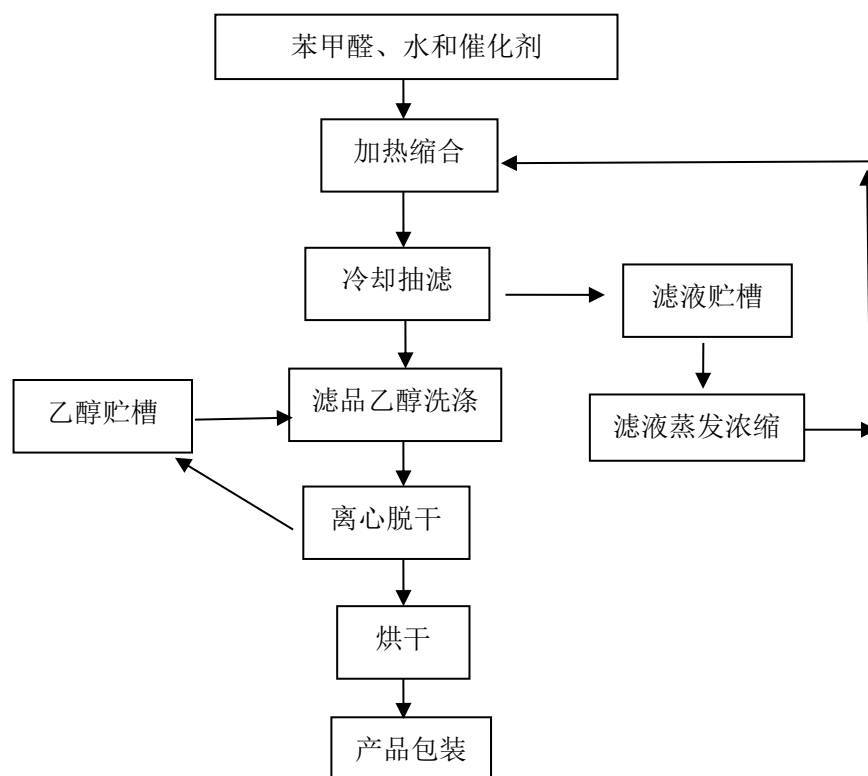 苯甲醛、水和催化剂
加热缩合
冷却抽滤
滤液贮槽
滤品乙醇洗涤
乙醇贮槽
滤液蒸发浓缩
离心脱干
烘干
产品包装